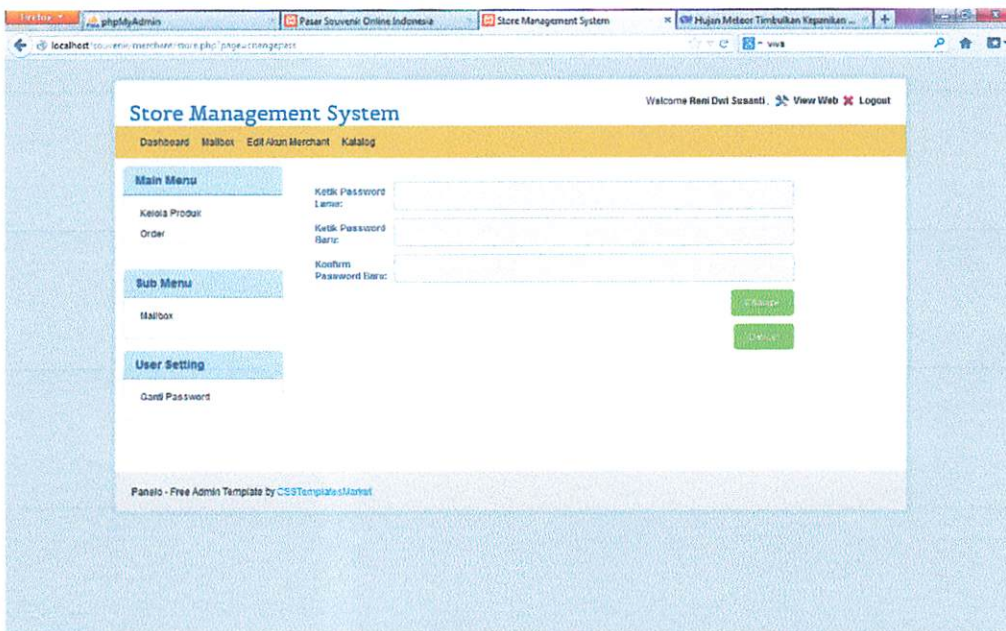 Firefox
phpMyAdmin
Pasar Souvenir Online Indonesia
Store Management System
Hujan Meteor Timbulkan Kepanikan ...
viva
Store Management System
Welcome Reni Dwi Susanti, View Web Logout
Dashboard Mailbox Edit Akun Merchant Katalog
Main Menu
Kelola Produk
Order
Sub Menu
Mailbox
User Setting
Ganti Password
Ketik Password
Lama:
Ketik Password
Baru:
Konfirm
Password Baru:
Change
Panelo - Free Admin Template by CSSTemplatesMarket